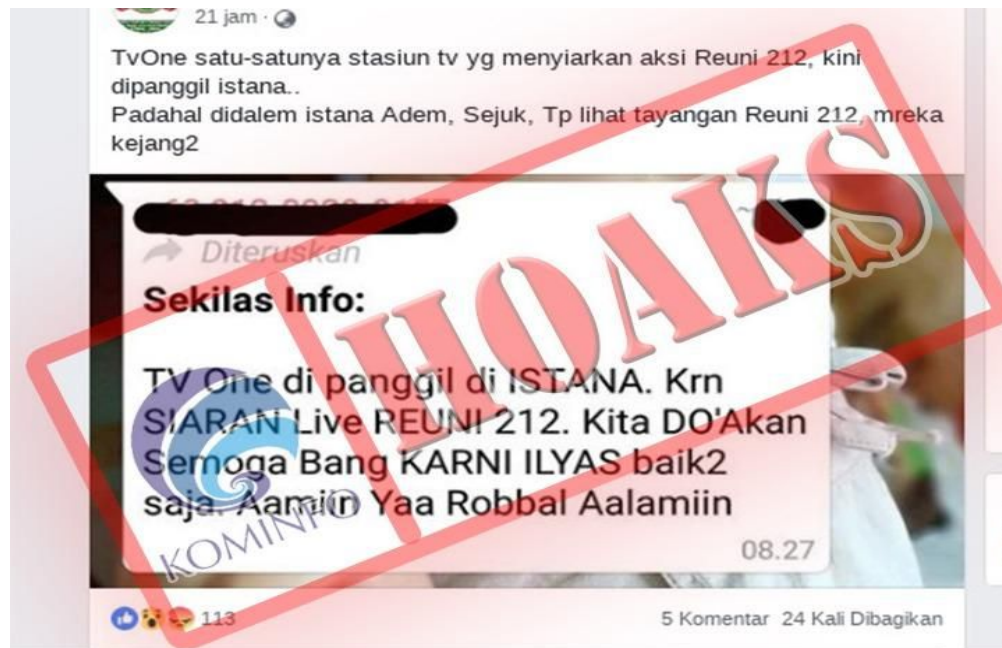 21 jam ·
TvOne satu-satunya stasiun tv yg menyiarkan aksi Reuni 212, kini
dipanggil istana..
Padahal didalem istana Adem, Sejuk, Tp lihat tayangan Reuni 212, mreka
kejang2
Diteruskan
Sekilas Info:
TV One di panggil di ISTANA. Krn
SIARAN Live REUNI 212. Kita DO'Akan
Semoga Bang KARNI ILYAS baik2
saja. Aamiin Yaa Robbal Aalamiin
08.27
HOAKS
KOMINFO
113
5 Komentar 24 Kali Dibagikan